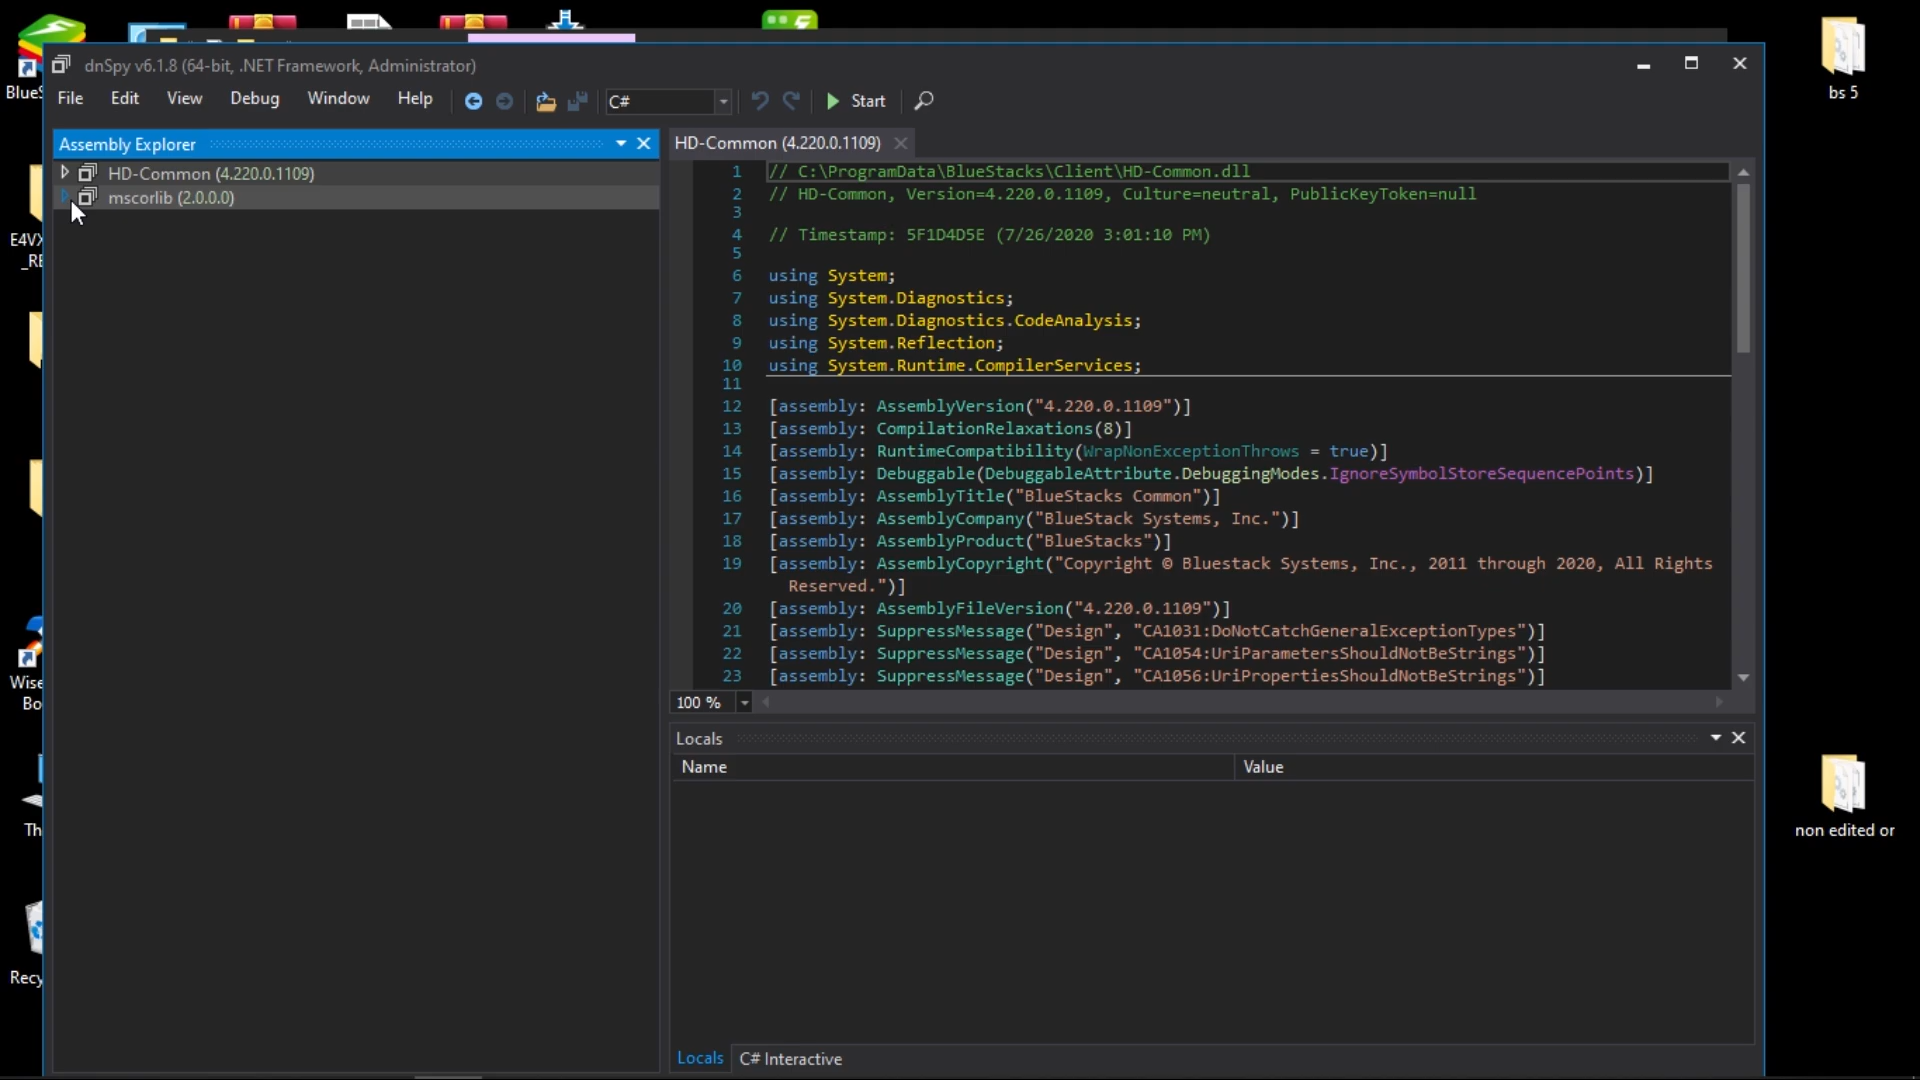 BlueS
bs 5
dnSpy v6.1.8 (64-bit, .NET Framework, Administrator)
File Edit View Debug Window Help C# Start
Assembly Explorer
HD-Common (4.220.0.1109)
mscorlib (2.0.0.0)
HD-Common (4.220.0.1109)
1 // C:\ProgramData\BlueStacks\Client\HD-Common.dll
2 // HD-Common, Version=4.220.0.1109, Culture=neutral, PublicKeyToken=null
3
4 // Timestamp: 5F1D4D5E (7/26/2020 3:01:10 PM)
5
6 using System;
7 using System.Diagnostics;
8 using System.Diagnostics.CodeAnalysis;
9 using System.Reflection;
10 using System.Runtime.CompilerServices;
11
12 [assembly: AssemblyVersion("4.220.0.1109")]
13 [assembly: CompilationRelaxations(8)]
14 [assembly: RuntimeCompatibility(WrapNonExceptionThrows = true)]
15 [assembly: Debuggable(DebuggableAttribute.DebuggingModes.IgnoreSymbolStoreSequencePoints)]
16 [assembly: AssemblyTitle("BlueStacks Common")]
17 [assembly: AssemblyCompany("BlueStack Systems, Inc.")]
18 [assembly: AssemblyProduct("BlueStacks")]
19 [assembly: AssemblyCopyright("Copyright © Bluestack Systems, Inc., 2011 through 2020, All Rights
Reserved.")]
20 [assembly: AssemblyFileVersion("4.220.0.1109")]
21 [assembly: SuppressMessage("Design", "CA1031:DoNotCatchGeneralExceptionTypes")]
22 [assembly: SuppressMessage("Design", "CA1054:UriParametersShouldNotBeStrings")]
23 [assembly: SuppressMessage("Design", "CA1056:UriPropertiesShouldNotBeStrings")]
100 %
Locals
Name Value
Locals C# Interactive
E4VX
_RE
Wise
Bo
Th
Recy
non edited or